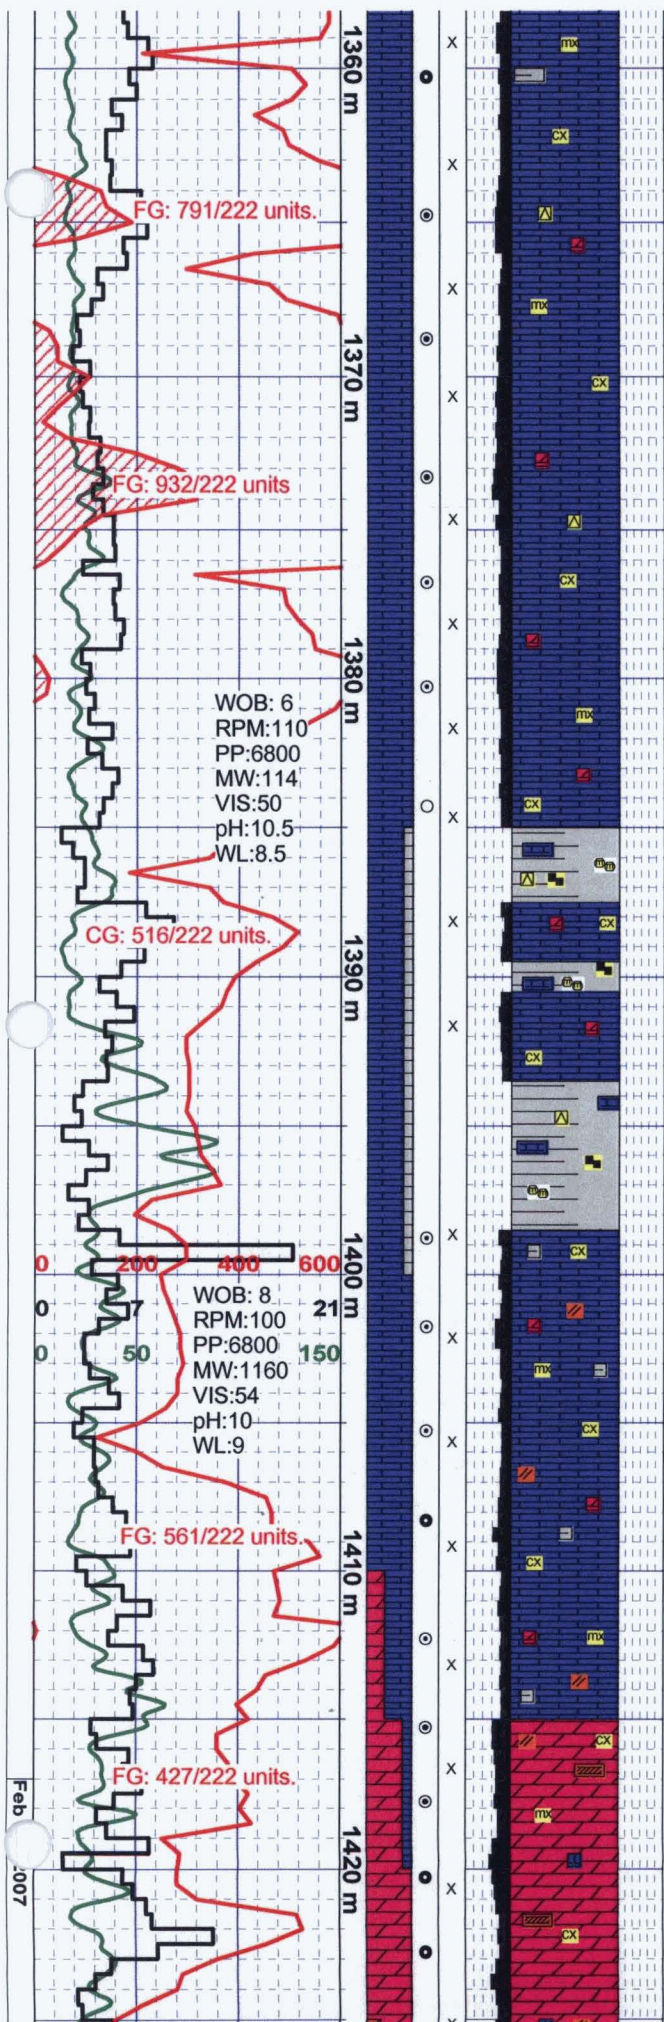 mx
1360 m
cx
FG: 791/222 units.
mx
1370 m
cx
FG: 932/222 units
cx
1380 m
WOB: 6
RPM:110
PP:6800
MW:114
VIS:50
pH:10.5
WL:8.5
mx
cx
CG: 516/222 units.
cx
1390 m
cx
cx
0 200 400 600
1400 m
0 7 21
0 50 150
WOB: 8
RPM:100
PP:6800
MW:1160
VIS:54
pH:10
WL:9
mx
cx
FG: 561/222 units.
cx
1410 m
mx
cx
FG: 427/222 units.
mx
Feb
1420 m
cx